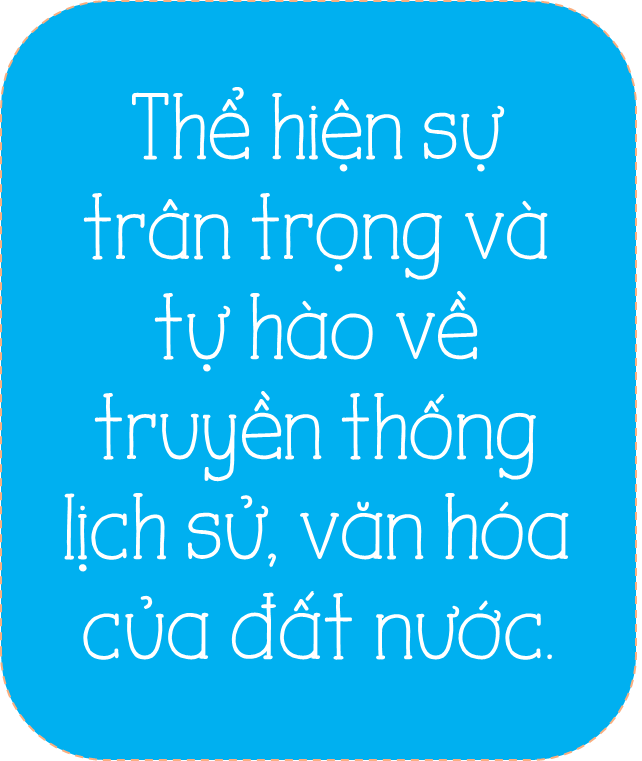 Thể hiện sự
trân trọng và
tự hào về
truyền thống
lịch sử, văn hóa
của đất nước.